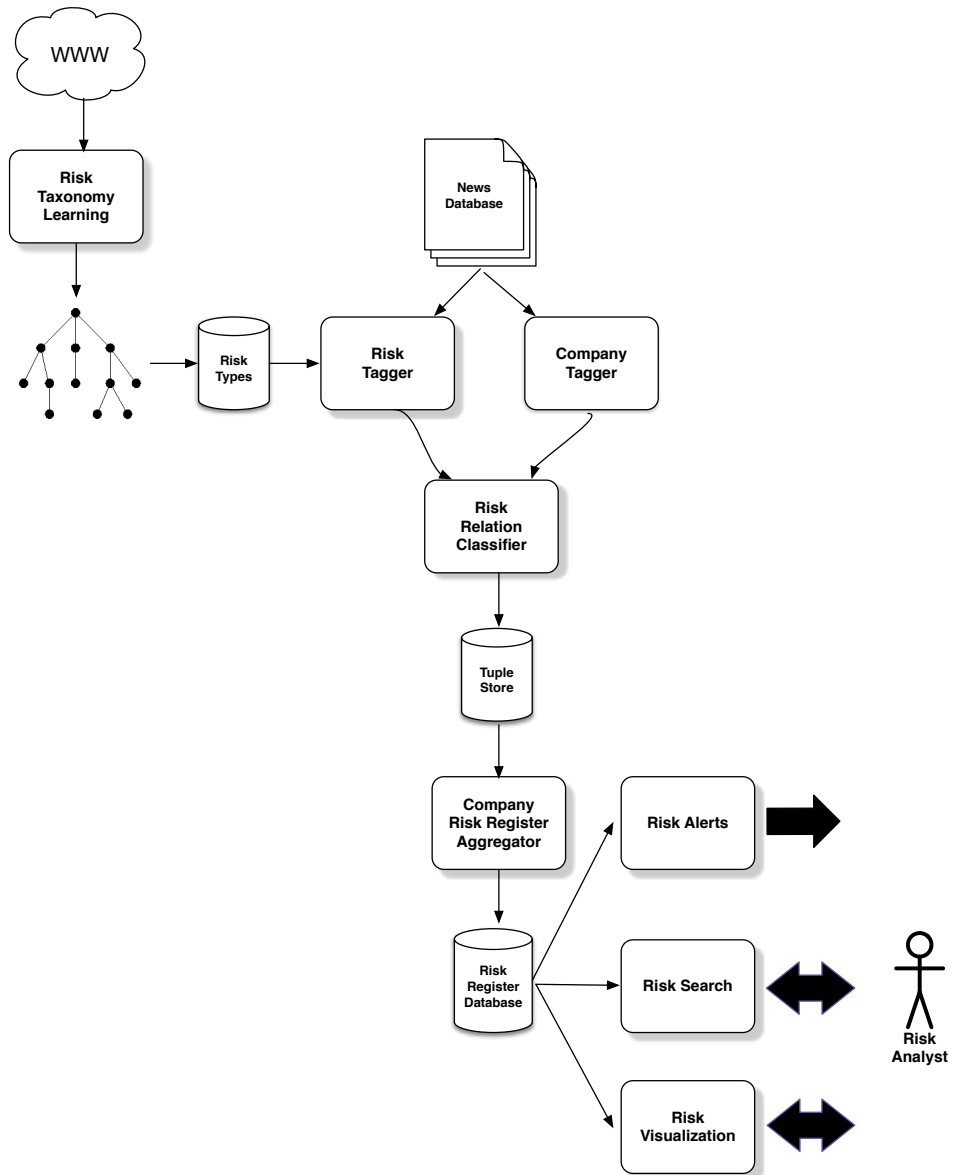 WWW
Risk
Taxonomy
Learning
News
Database
Risk
Types
Risk
Tagger
Company
Tagger
Risk
Relation
Classifier
Tuple
Store
Company
Risk Register
Aggregator
Risk Alerts
Risk
Register
Database
Risk Search
Risk
Analyst
Risk
Visualization